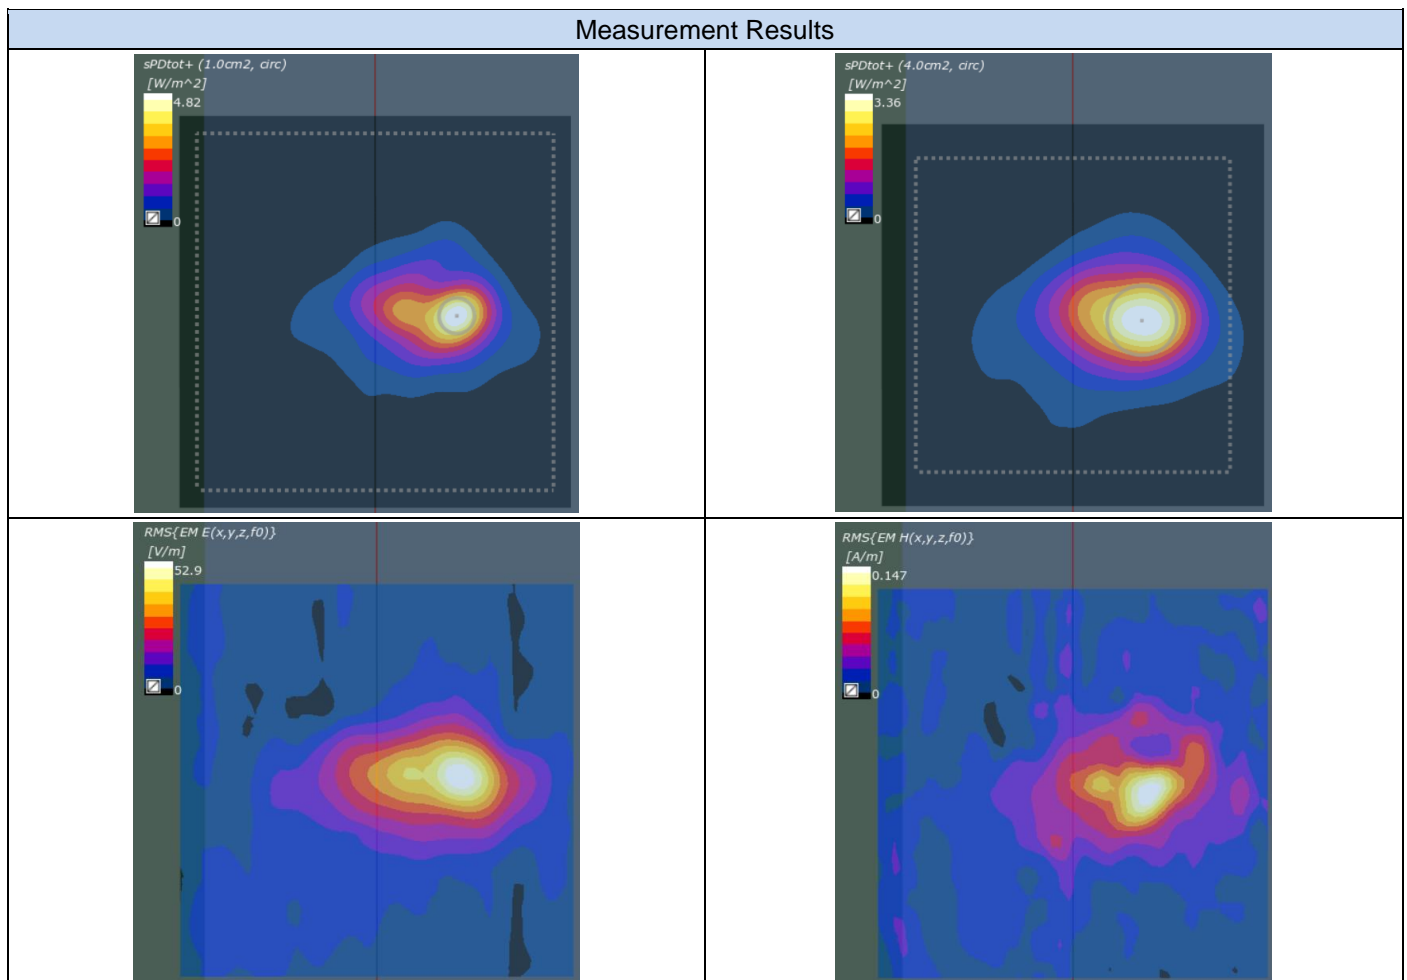 Measurement Results
sPDtot+ (1.0cm2, circ)
[W/m^2]
4.82
0
sPDtot+ (4.0cm2, circ)
[W/m^2]
3.36
0
RMS{EM E(x,y,z,f0)}
[V/m]
52.9
0
RMS{EM H(x,y,z,f0)}
[A/m]
0.147
0